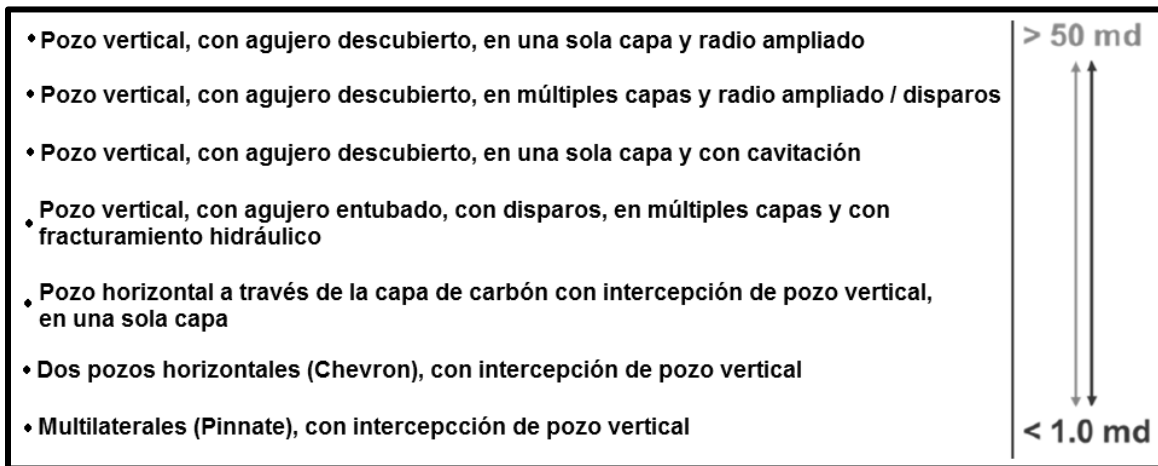 • Pozo vertical, con agujero descubierto, en una sola capa y radio ampliado
> 50 md
• Pozo vertical, con agujero descubierto, en múltiples capas y radio ampliado / disparos
• Pozo vertical, con agujero descubierto, en una sola capa y con cavitación
• Pozo vertical, con agujero entubado, con disparos, en múltiples capas y con
fracturamiento hidráulico
• Pozo horizontal a través de la capa de carbón con intercepción de pozo vertical,
en una sola capa
• Dos pozos horizontales (Chevron), con intercepción de pozo vertical
• Multilaterales (Pinnate), con intercepcción de pozo vertical
< 1.0 md